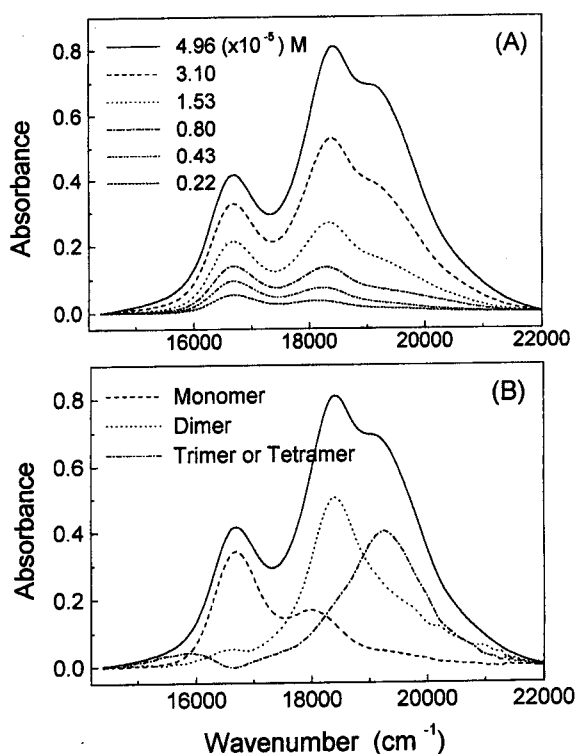 (A)
4.96 (x10⁻⁵) M
3.10
1.53
0.80
0.43
0.22
0.8
0.6
0.4
0.2
0.0
Absorbance
16000 18000 20000 22000
(B)
Monomer
Dimer
Trimer or Tetramer
0.8
0.6
0.4
0.2
0.0
Absorbance
16000 18000 20000 22000
Wavenumber (cm⁻¹)